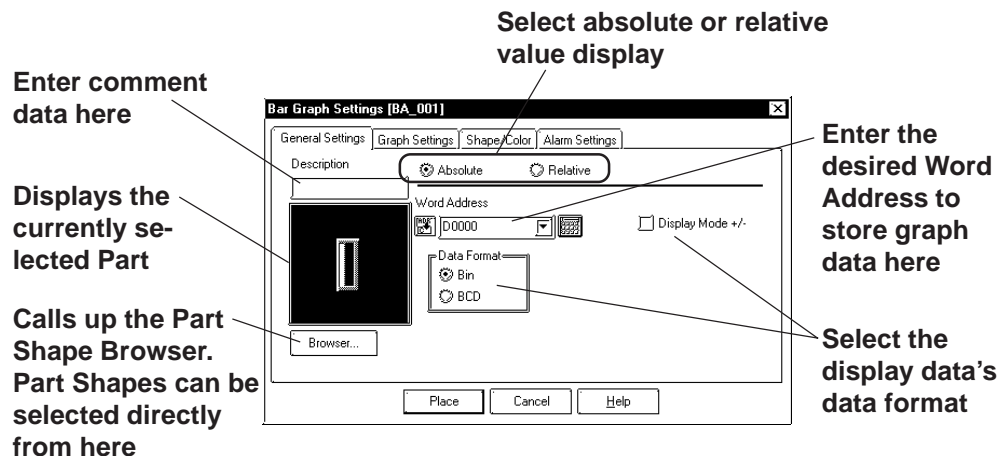 Select absolute or relative
value display
Enter comment
data here
Displays the
currently se-
lected Part
Calls up the Part
Shape Browser.
Part Shapes can be
selected directly
from here
Bar Graph Settings [BA_001]
General Settings Graph Settings Shape/Color Alarm Settings
Description
Absolute Relative
Word Address
D0000
Display Mode +/-
Data Format
Bin
BCD
Browser...
Place Cancel Help
Enter the
desired Word
Address to
store graph
data here
Select the
display data's
data format